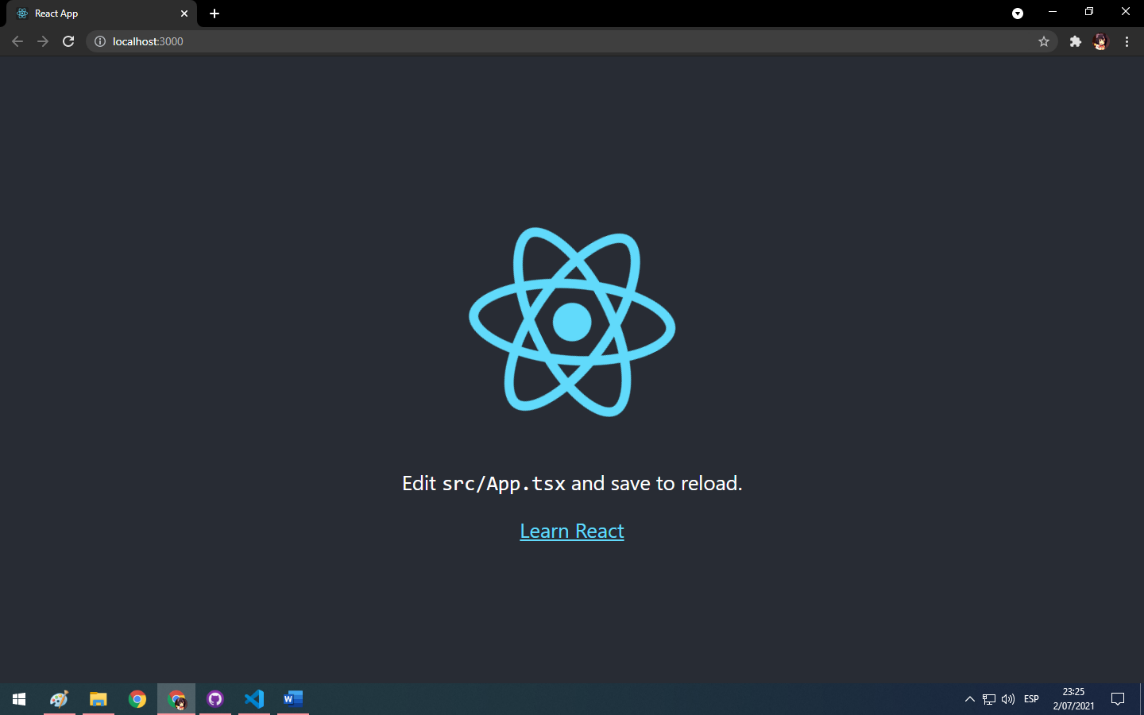 React App
localhost:3000
Edit src/App.tsx and save to reload.
Learn React
ESP
23:25
2/07/2021